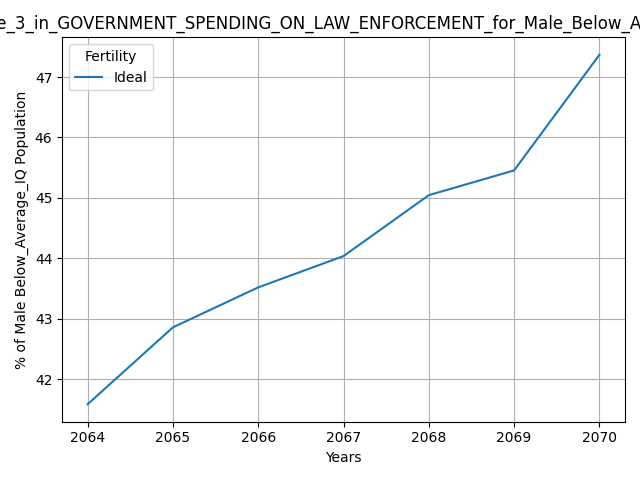 e_3_in_GOVERNMENT_SPENDING_ON_LAW_ENFORCEMENT_for_Male_Below_A
Fertility
Ideal
47
46
45
44
43
42
% of Male Below_Average_IQ Population
2064 2065 2066 2067 2068 2069 2070
Years